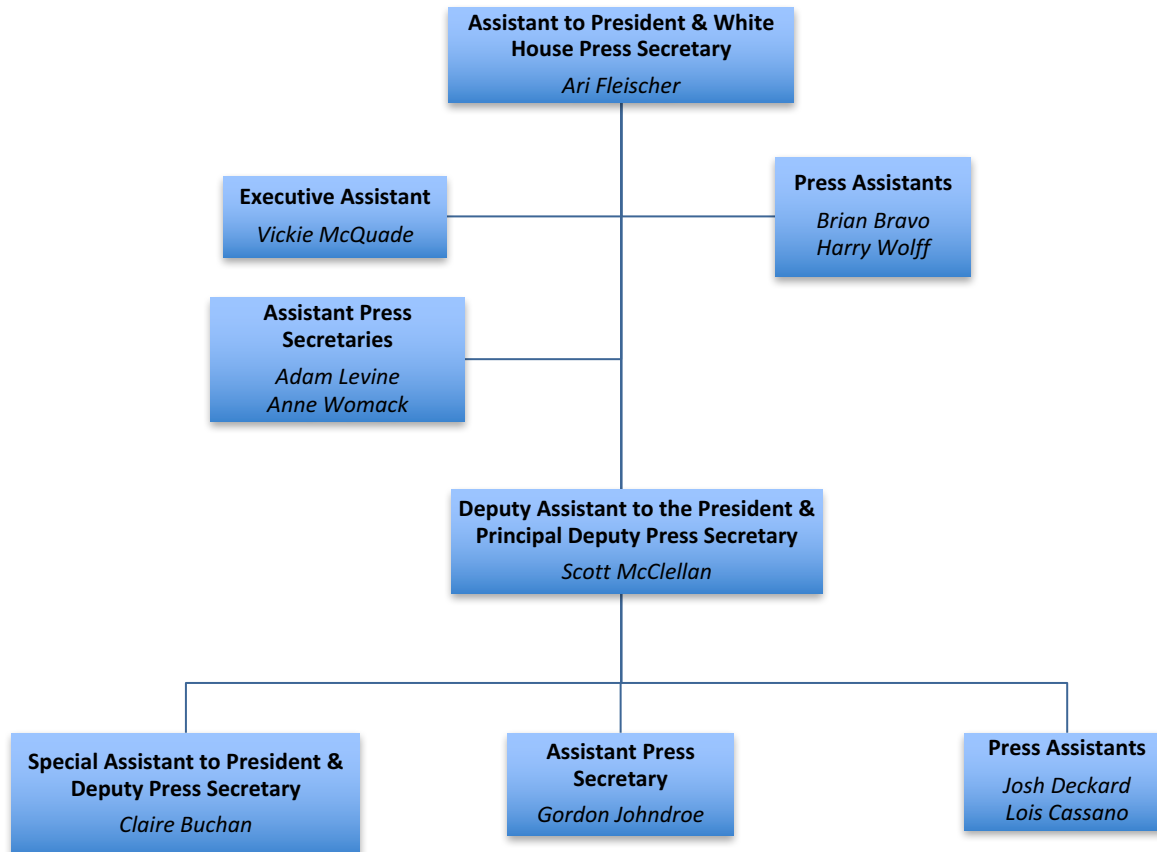 Assistant to President & White
House Press Secretary
Ari Fleischer
Executive Assistant
Vickie McQuade
Press Assistants
Brian Bravo
Harry Wolff
Assistant Press
Secretaries
Adam Levine
Anne Womack
Deputy Assistant to the President &
Principal Deputy Press Secretary
Scott McClellan
Special Assistant to President &
Deputy Press Secretary
Claire Buchan
Assistant Press
Secretary
Gordon Johndroe
Press Assistants
Josh Deckard
Lois Cassano